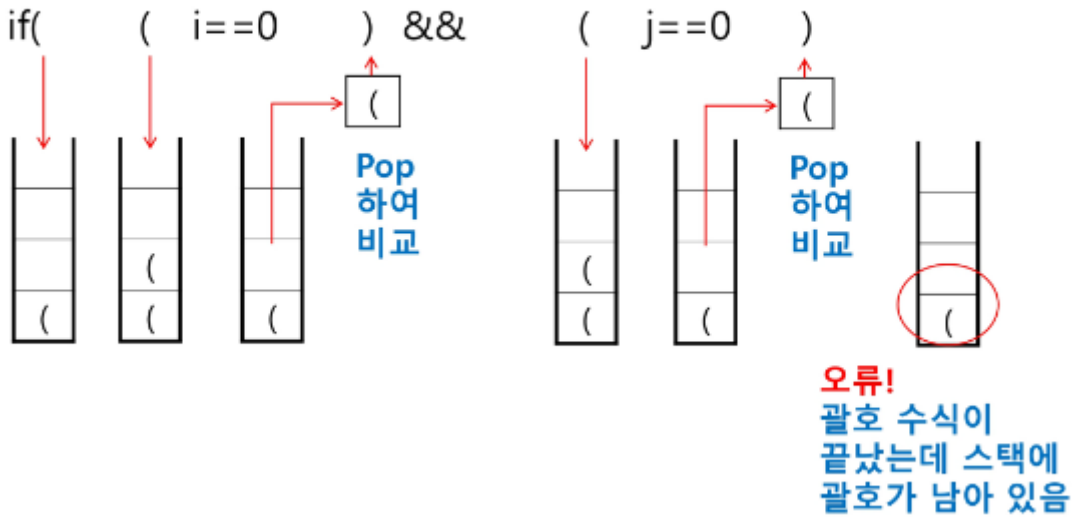 if( ( i==0 ) && ( j==0 )
( (
Pop
하여
비교
Pop
하여
비교
( (
( ( ( ( ( (
오류!
괄호 수식이
끝났는데 스택에
괄호가 남아 있음